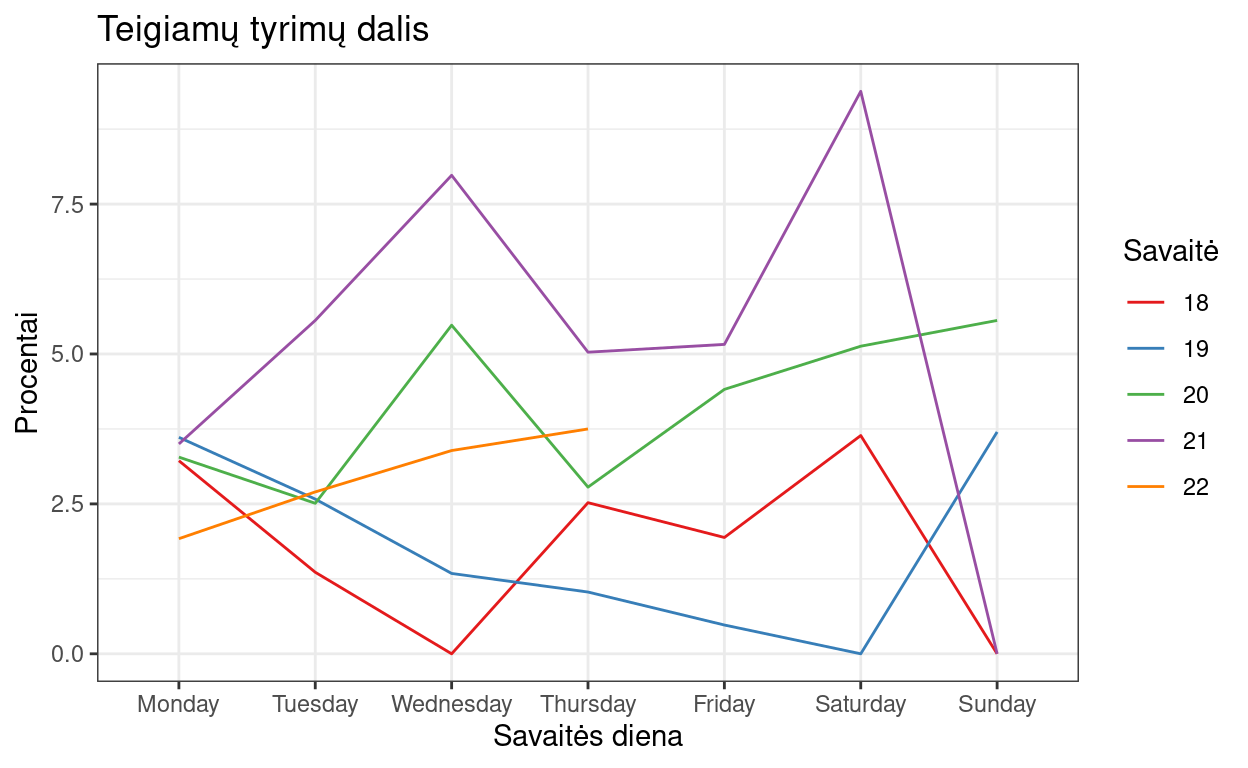 Teigiamų tyrimų dalis
Procentai
7.5
5.0
2.5
0.0
Monday Tuesday Wednesday Thursday Friday Saturday Sunday
Savaitės diena
Savaitė
18
19
20
21
22